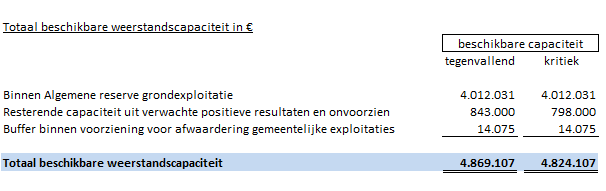 Totaal beschikbare weerstandscapaciteit in €
beschikbare capaciteit
tegenvallend kritiek
Binnen Algemene reserve grondexploitatie 4.012.031 4.012.031
Resterende capaciteit uit verwachte positieve resultaten en onvoorzien 843.000 798.000
Buffer binnen voorziening voor afwaardering gemeentelijke exploitaties 14.075 14.075
Totaal beschikbare weerstandscapaciteit 4.869.107 4.824.107